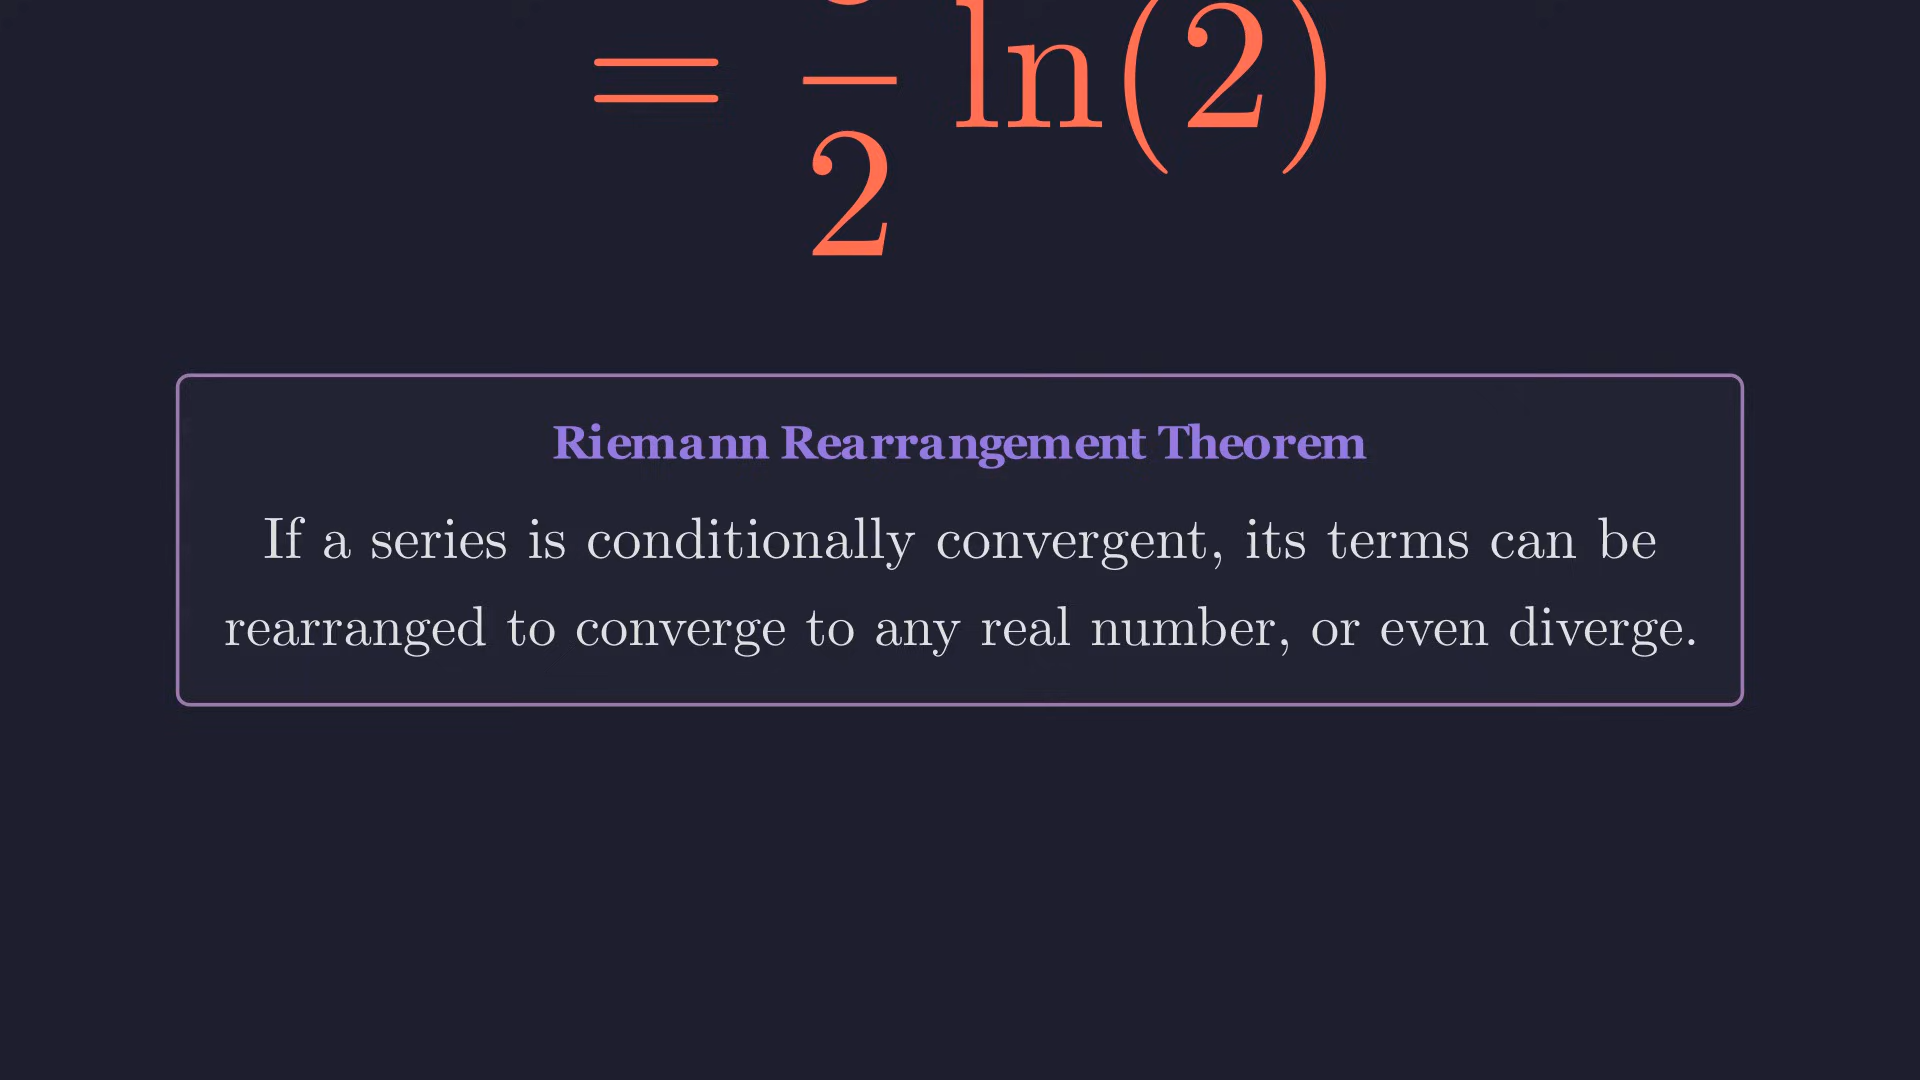 = /2 ln(2)
Riemann Rearrangement Theorem
If a series is conditionally convergent, its terms can be
rearranged to converge to any real number, or even diverge.